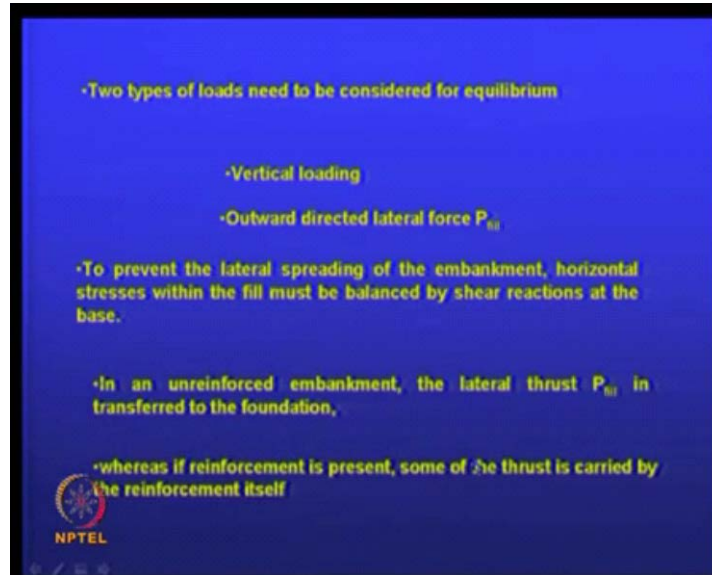 •Two types of loads need to be considered for equilibrium
•Vertical loading
•Outward directed lateral force Pfill
•To prevent the lateral spreading of the embankment, horizontal
stresses within the fill must be balanced by shear reactions at the
base.
•In an unreinforced embankment, the lateral thrust Pfill in
transferred to the foundation,
•whereas if reinforcement is present, some of the thrust is carried by
the reinforcement itself
NPTEL